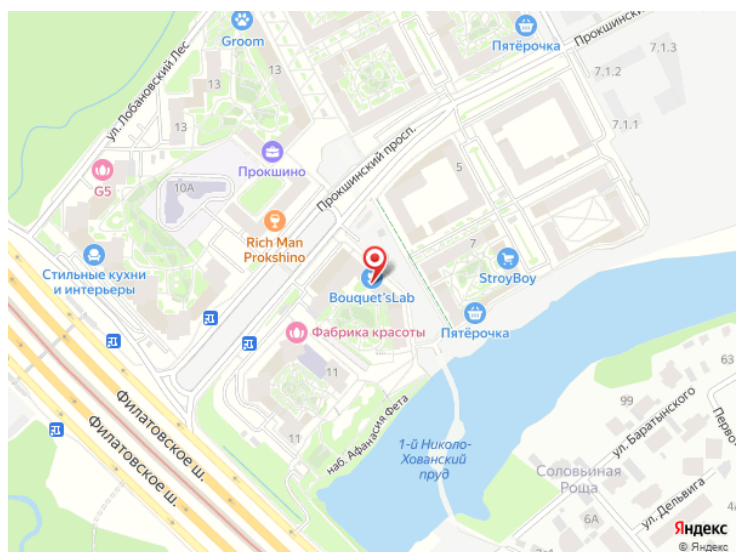 Groom
Пятёрочка
Прокшинский
7.1.3
7.1.2
7.1.1
ул. Лобановский Лес
13
13
13
Прокшинский просп.
Прокшино
G5
10А
5
Rich Man
Prokshino
7
Стильные кухни
и интерьеры
StroyBoy
Bouquet'sLab
Фабрика красоты
Пятёрочка
11
11
63
99
ул. Баратынского
Филатовское ш.
Филатовское ш.
наб. Афанасия Фета
1-й Николо-
Хованский
пруд
Соловьиная
Роща
ул. Дельвига
6А
Яндекс
© Яндекс